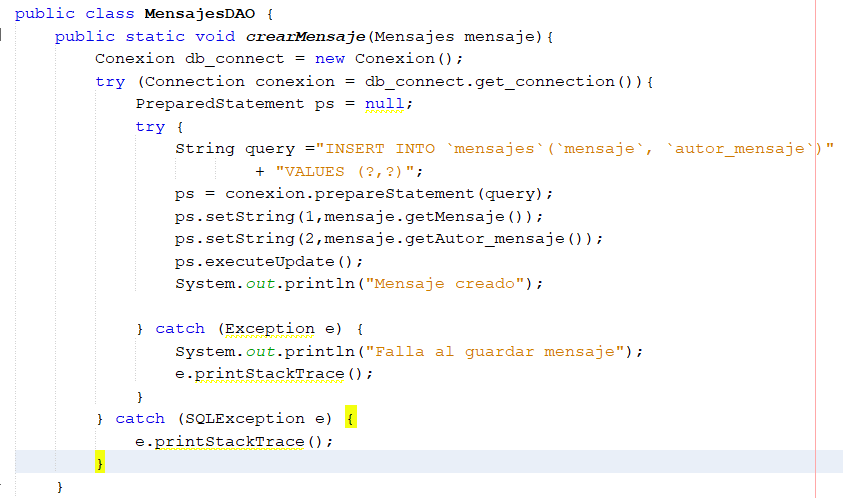 public class MensajesDAO {
    public static void crearMensaje(Mensajes mensaje){
        Conexion db_connect = new Conexion();
        try (Connection conexion = db_connect.get_connection()){
            PreparedStatement ps = null;
            try {
                String query ="INSERT INTO `mensajes`(`mensaje`, `autor_mensaje`)"
                        + "VALUES (?,?)";
                ps = conexion.prepareStatement(query);
                ps.setString(1,mensaje.getMensaje());
                ps.setString(2,mensaje.getAutor_mensaje());
                ps.executeUpdate();
                System.out.println("Mensaje creado");

            } catch (Exception e) {
                System.out.println("Falla al guardar mensaje");
                e.printStackTrace();
            }
        } catch (SQLException e) {
            e.printStackTrace();
        }
    }